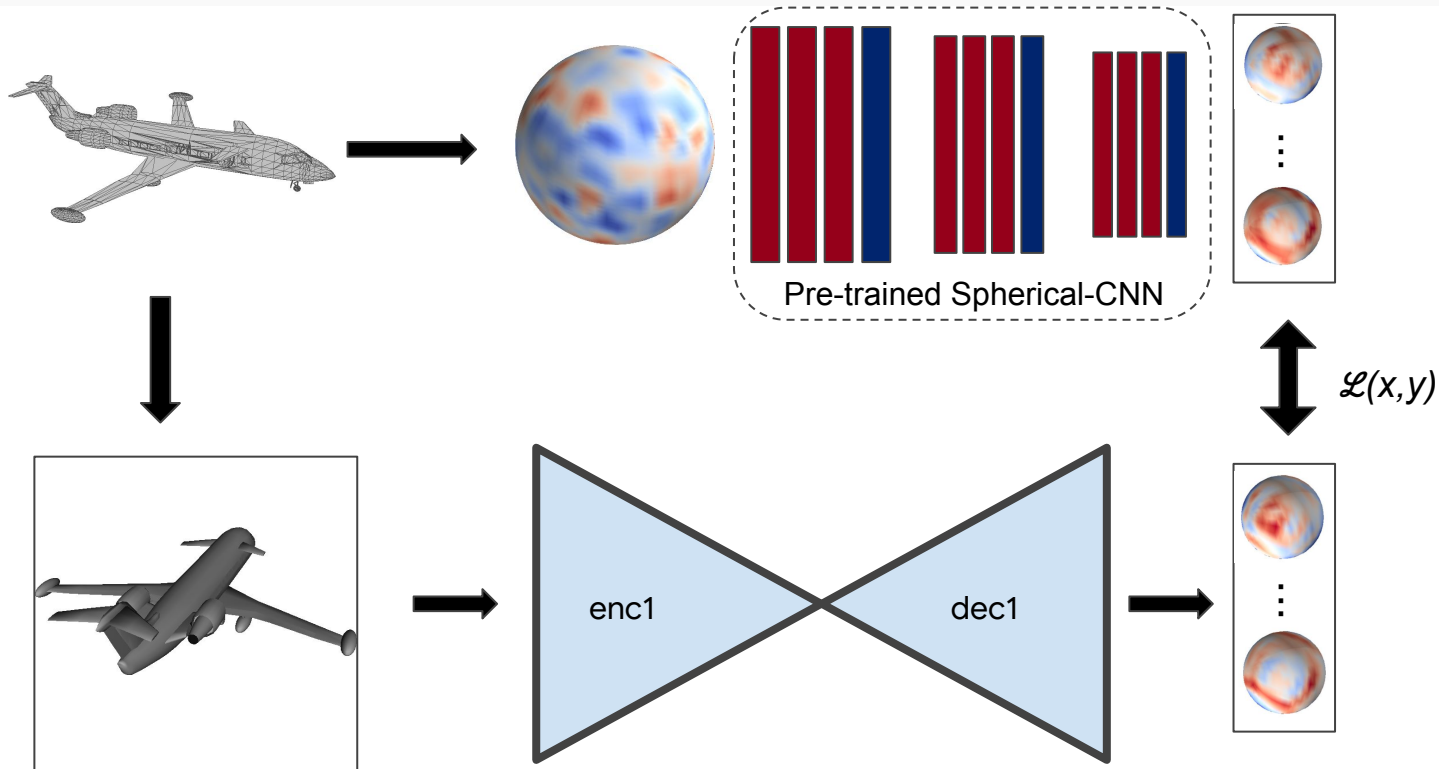 Pre-trained Spherical-CNN
ℒ(x,y)
enc1
dec1